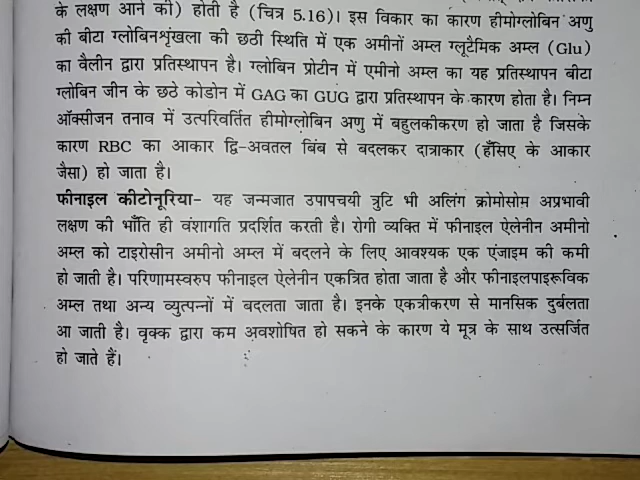 के लक्षण आने की) होती है (चित्र 5.16)। इस विकार का कारण हीमोग्लोबिन अणु
की बीटा ग्लोबिनशृंखला की छठी स्थिति में एक अमीनों अम्ल ग्लूटैमिक अम्ल (Glu)
का वैलीन द्वारा प्रतिस्थापन है। ग्लोबिन प्रोटीन में एमीनो अम्ल का यह प्रतिस्थापन बीटा
ग्लोबिन जीन के छठे कोडोन में GAG का GUG द्वारा प्रतिस्थापन के कारण होता है। निम्न
ऑक्सीजन तनाव में उत्परिवर्तित हीमोग्लोबिन अणु में बहुलकीकरण हो जाता है जिसके
कारण RBC का आकार द्वि-अवतल बिंब से बदलकर दात्राकार (हँसिए के आकार
जैसा) हो जाता है।
फीनाइल कीटोनूरिया- यह जन्मजात उपापचयी त्रुटि भी अलिंग क्रोमोसोम अप्रभावी
लक्षण की भाँति ही वंशागति प्रदर्शित करती है। रोगी व्यक्ति में फीनाइल ऐलेनीन अमीनो
अम्ल को टाइरोसीन अमीनो अम्ल में बदलने के लिए आवश्यक एक एंजाइम की कमी
हो जाती है। परिणामस्वरुप फीनाइल ऐलेनीन एकत्रित होता जाता है और फीनाइलपाइरूविक
अम्ल तथा अन्य व्युत्पन्नों में बदलता जाता है। इनके एकत्रीकरण से मानसिक दुर्बलता
आ जाती है। वृक्क द्वारा कम अवशोषित हो सकने के कारण ये मूत्र के साथ उत्सर्जित
हो जाते हैं।